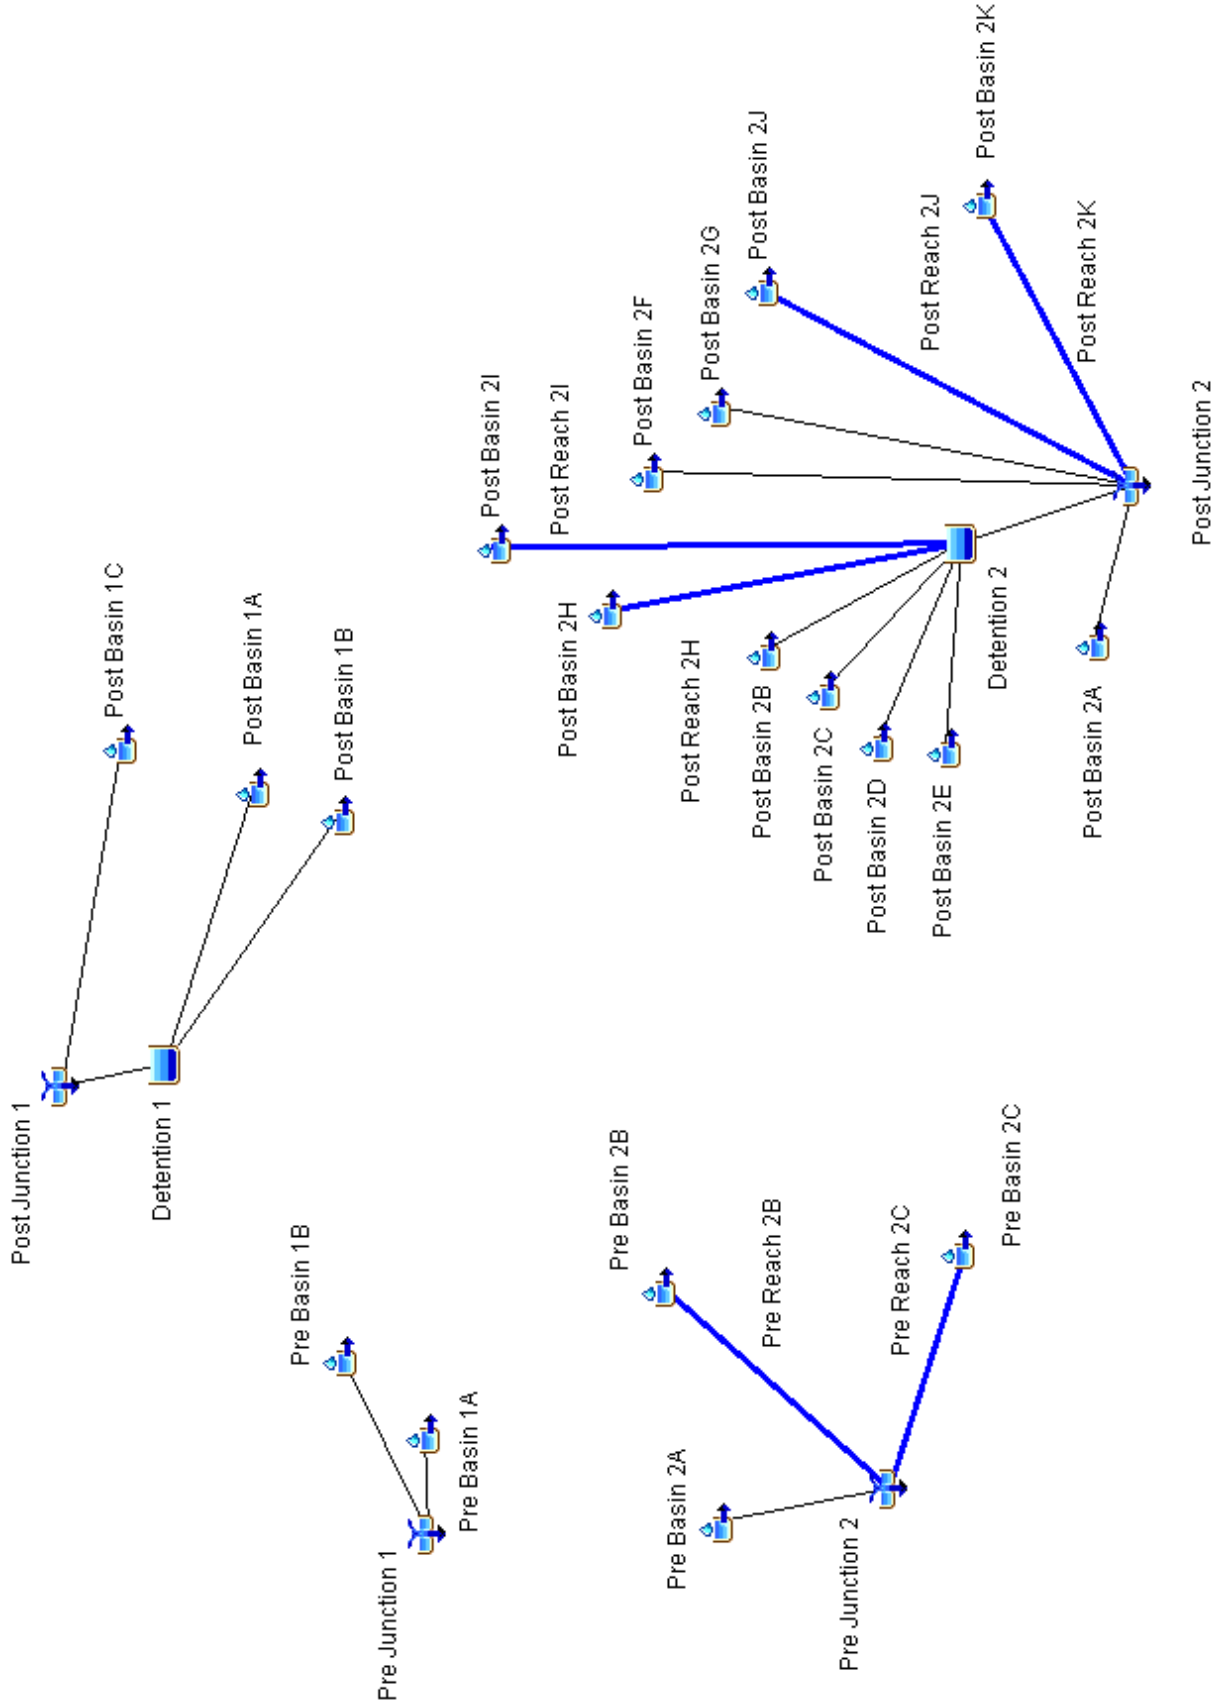 Post Junction 1
Detention 1
Post Basin 1C
Post Basin 1A
Post Basin 1B
Pre Junction 1
Pre Basin 1A
Pre Basin 1B
Pre Basin 2A
Pre Junction 2
Pre Basin 2B
Pre Reach 2B
Pre Reach 2C
Pre Basin 2C
Post Basin 2I
Post Reach 2I
Post Basin 2H
Post Reach 2H
Post Basin 2B
Post Basin 2C
Post Basin 2D
Post Basin 2E
Detention 2
Post Basin 2A
Post Basin 2F
Post Basin 2G
Post Basin 2J
Post Reach 2J
Post Basin 2K
Post Reach 2K
Post Junction 2